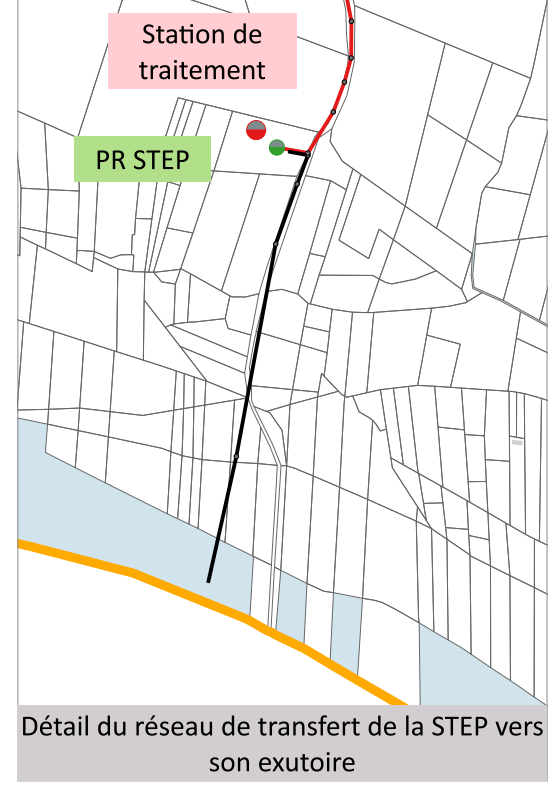 Station de
traitement
PR STEP
Détail du réseau de transfert de la STEP vers
son exutoire